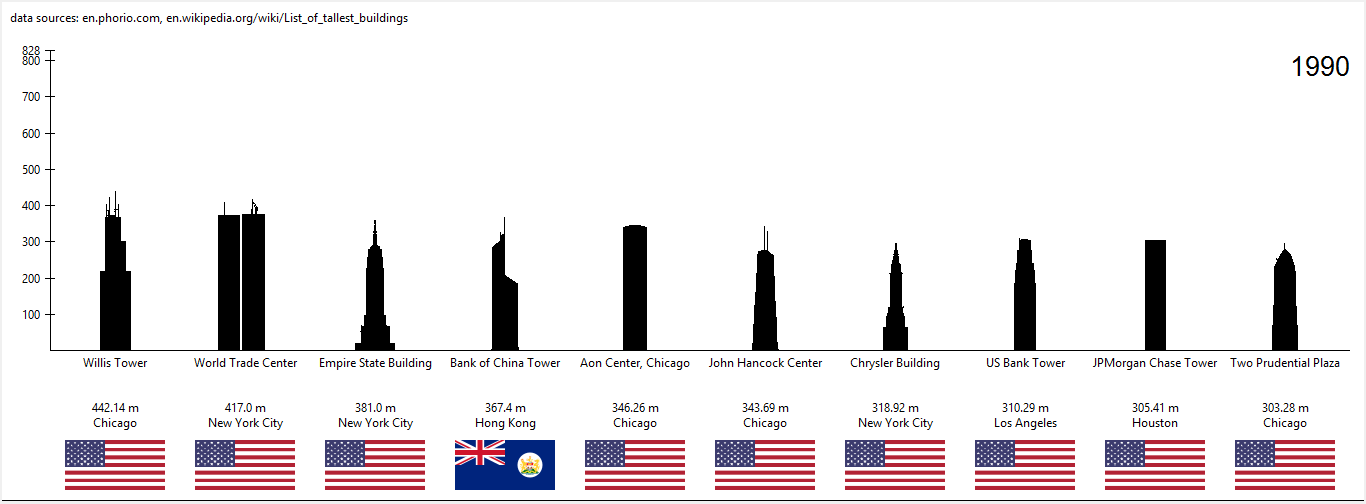 data sources: en.phorio.com, en.wikipedia.org/wiki/List_of_tallest_buildings
1990
828
800
700
600
500
400
300
200
100
Willis Tower World Trade Center Empire State Building Bank of China Tower Aon Center, Chicago John Hancock Center Chrysler Building US Bank Tower JPMorgan Chase Tower Two Prudential Plaza
442.14 m 417.0 m 381.0 m 367.4 m 346.26 m 343.69 m 318.92 m 310.29 m 305.41 m 303.28 m
Chicago New York City New York City Hong Kong Chicago Chicago New York City Los Angeles Houston Chicago